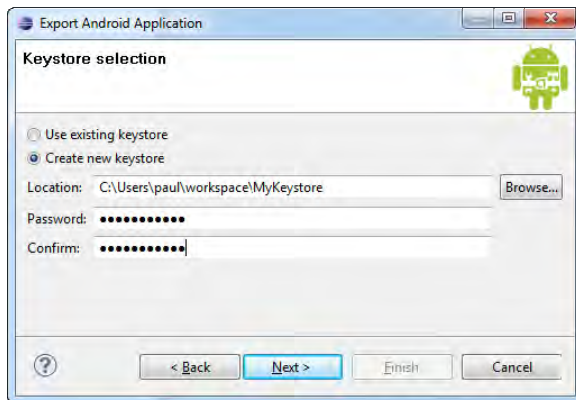 Export Android Application
Keystore selection
Use existing keystore
Create new keystore
Location: C:\Users\paul\workspace\MyKeystore Browse...
Password: •••••••••••
Confirm: •••••••••••
? < Back Next > Finish Cancel